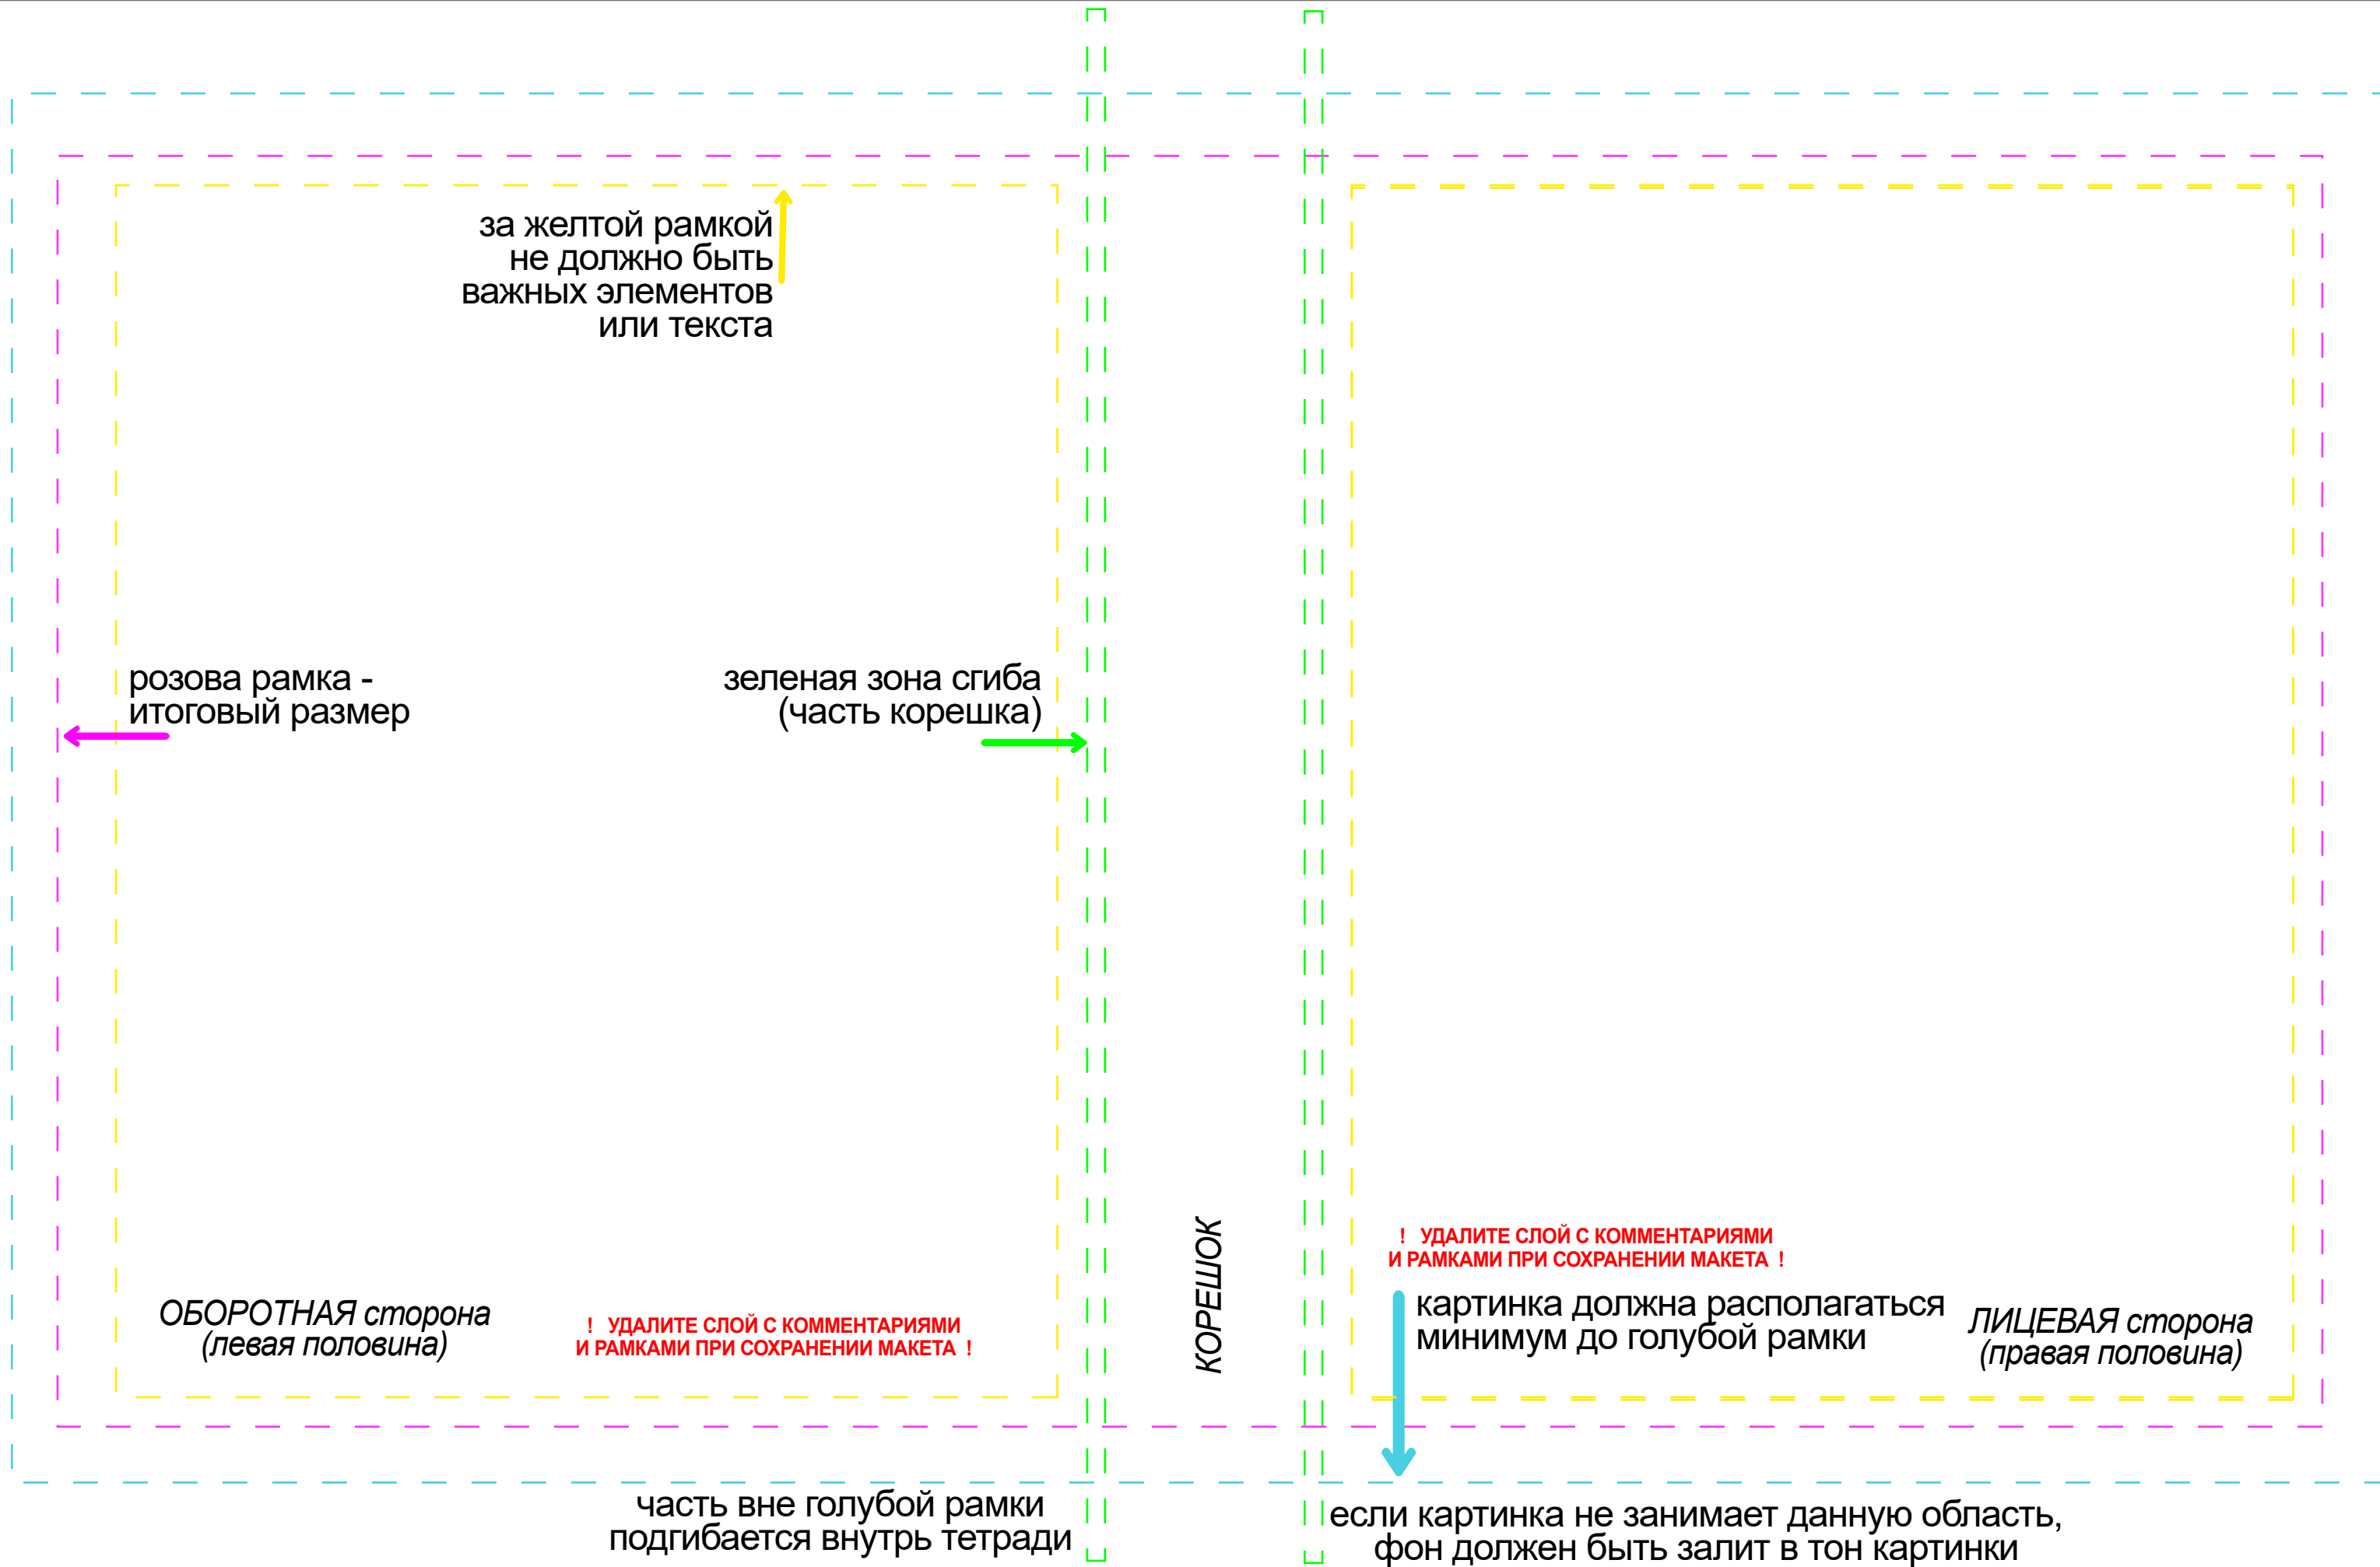 за желтой рамкой
не должно быть
важных элементов
или текста
розова рамка -
итоговый размер
зеленая зона сгиба
(часть корешка)
ОБОРОТНАЯ сторона
(левая половина)
! УДАЛИТЕ СЛОЙ С КОММЕНТАРИЯМИ
И РАМКАМИ ПРИ СОХРАНЕНИИ МАКЕТА !
КОРЕШОК
! УДАЛИТЕ СЛОЙ С КОММЕНТАРИЯМИ
И РАМКАМИ ПРИ СОХРАНЕНИИ МАКЕТА !
картинка должна располагаться
минимум до голубой рамки
ЛИЦЕВАЯ сторона
(правая половина)
часть вне голубой рамки
подгибается внутрь тетради
если картинка не занимает данную область,
фон должен быть залит в тон картинки